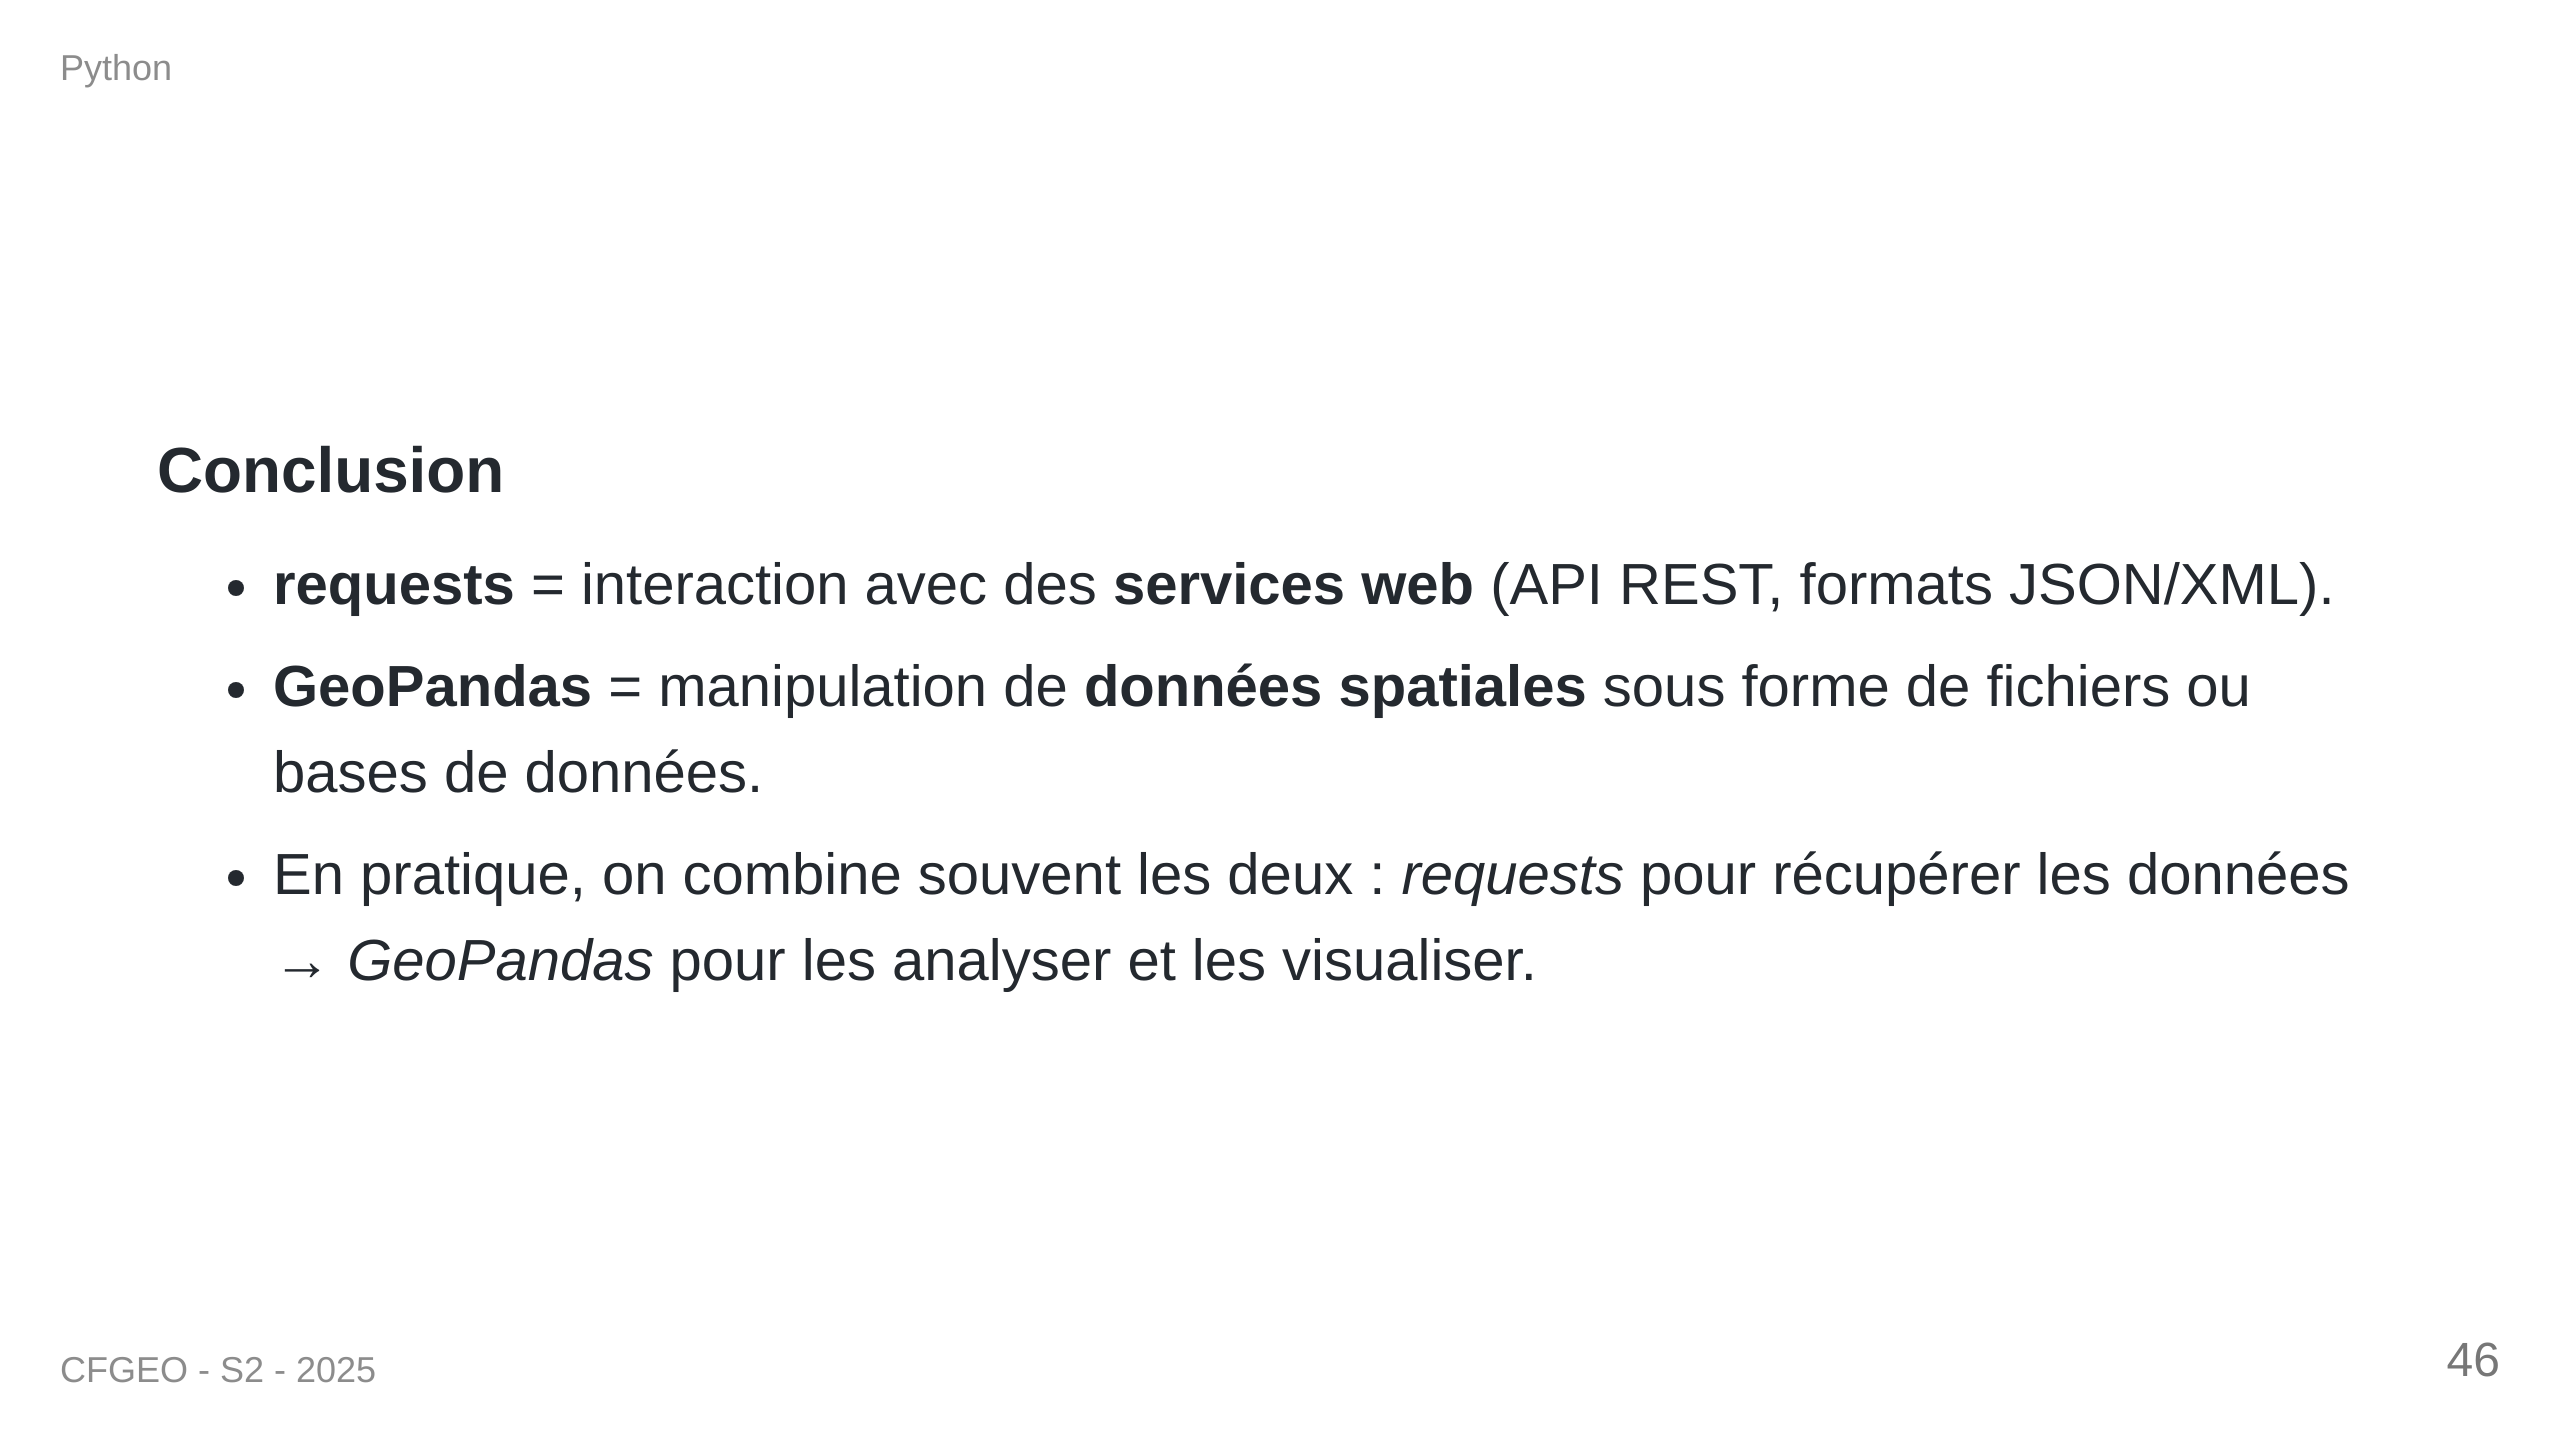 Python
Conclusion
• requests = interaction avec des services web (API REST, formats JSON/XML).
• GeoPandas = manipulation de données spatiales sous forme de fichiers ou
bases de données.
• En pratique, on combine souvent les deux : requests pour récupérer les données
→ GeoPandas pour les analyser et les visualiser.
CFGEO - S2 - 2025
46